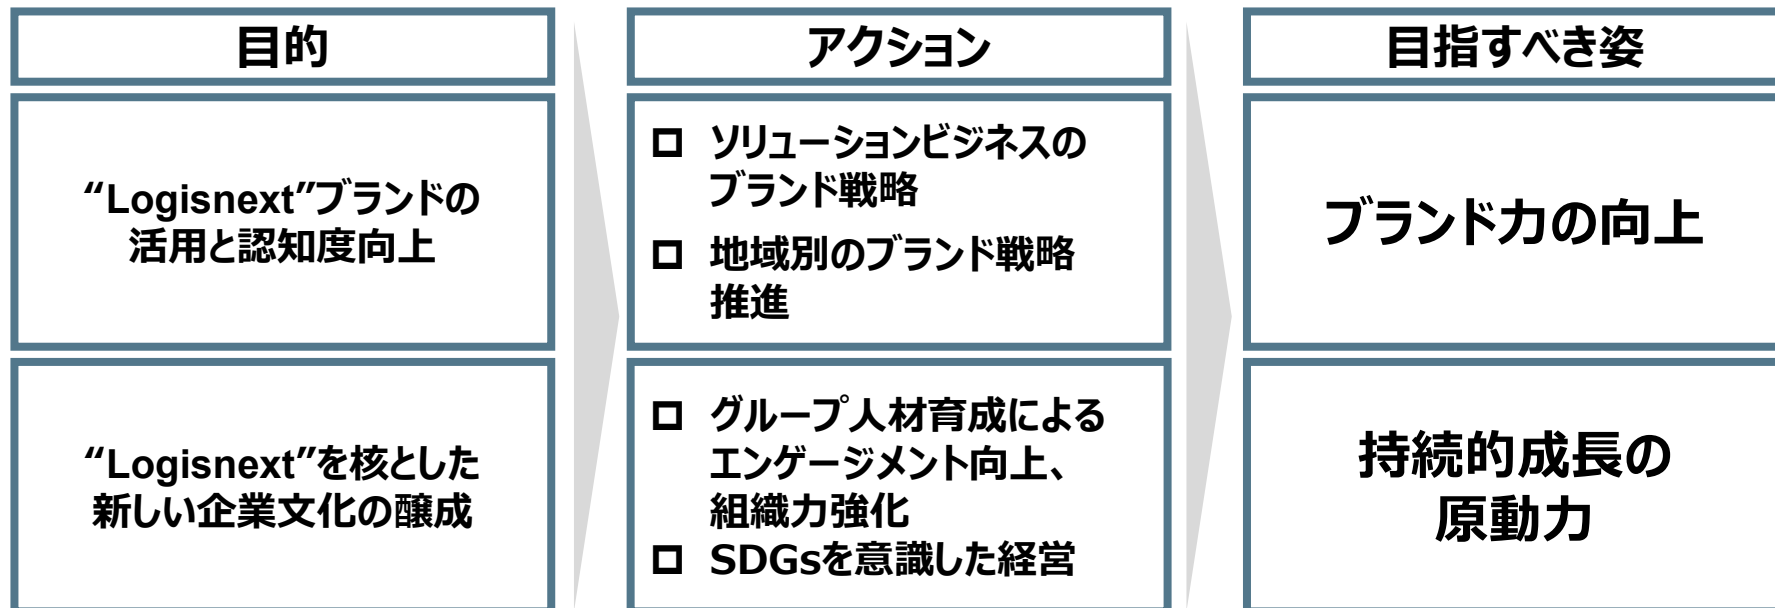 目的
アクション
目指すべき姿
“Logisnext”ブランドの
活用と認知度向上
□ ソリューションビジネスの
ブランド戦略
□ 地域別のブランド戦略
推進
ブランド力の向上
“Logisnext”を核とした
新しい企業文化の醸成
□ グループ人材育成による
エンゲージメント向上、
組織力強化
□ SDGsを意識した経営
持続的成長の
原動力